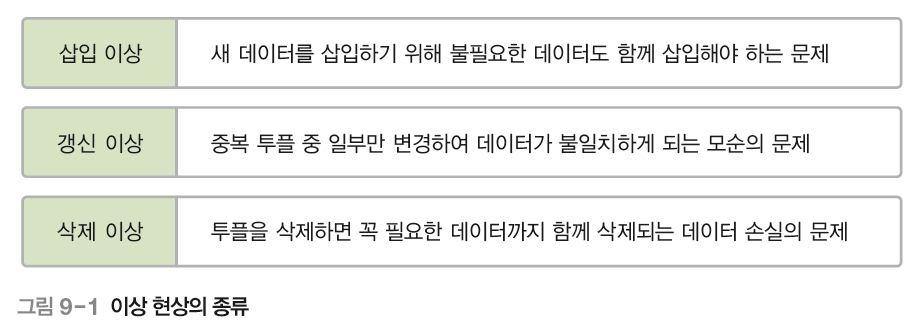 삽입 이상
새 데이터를 삽입하기 위해 불필요한 데이터도 함께 삽입해야 하는 문제
갱신 이상
중복 투플 중 일부만 변경하여 데이터가 불일치하게 되는 모순의 문제
삭제 이상
투플을 삭제하면 꼭 필요한 데이터까지 함께 삭제되는 데이터 손실의 문제
그림 9-1 이상 현상의 종류